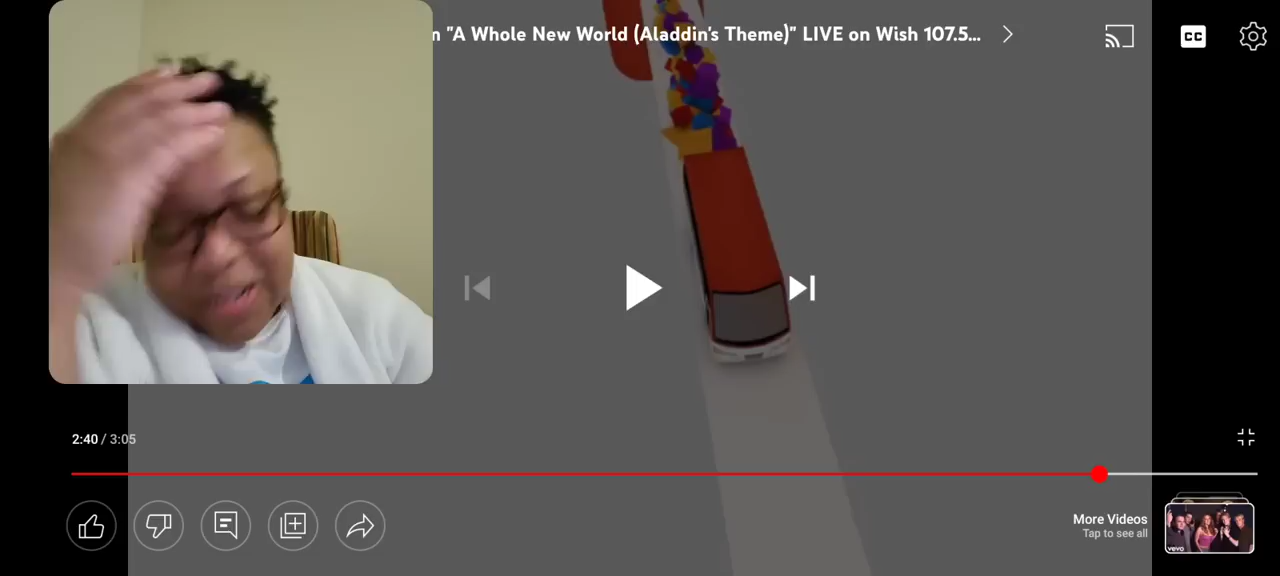 n "A Whole New World (Aladdin's Theme)" LIVE on Wish 107.5...
CC
2:40 / 3:05
More Videos
Tap to see all
vevo